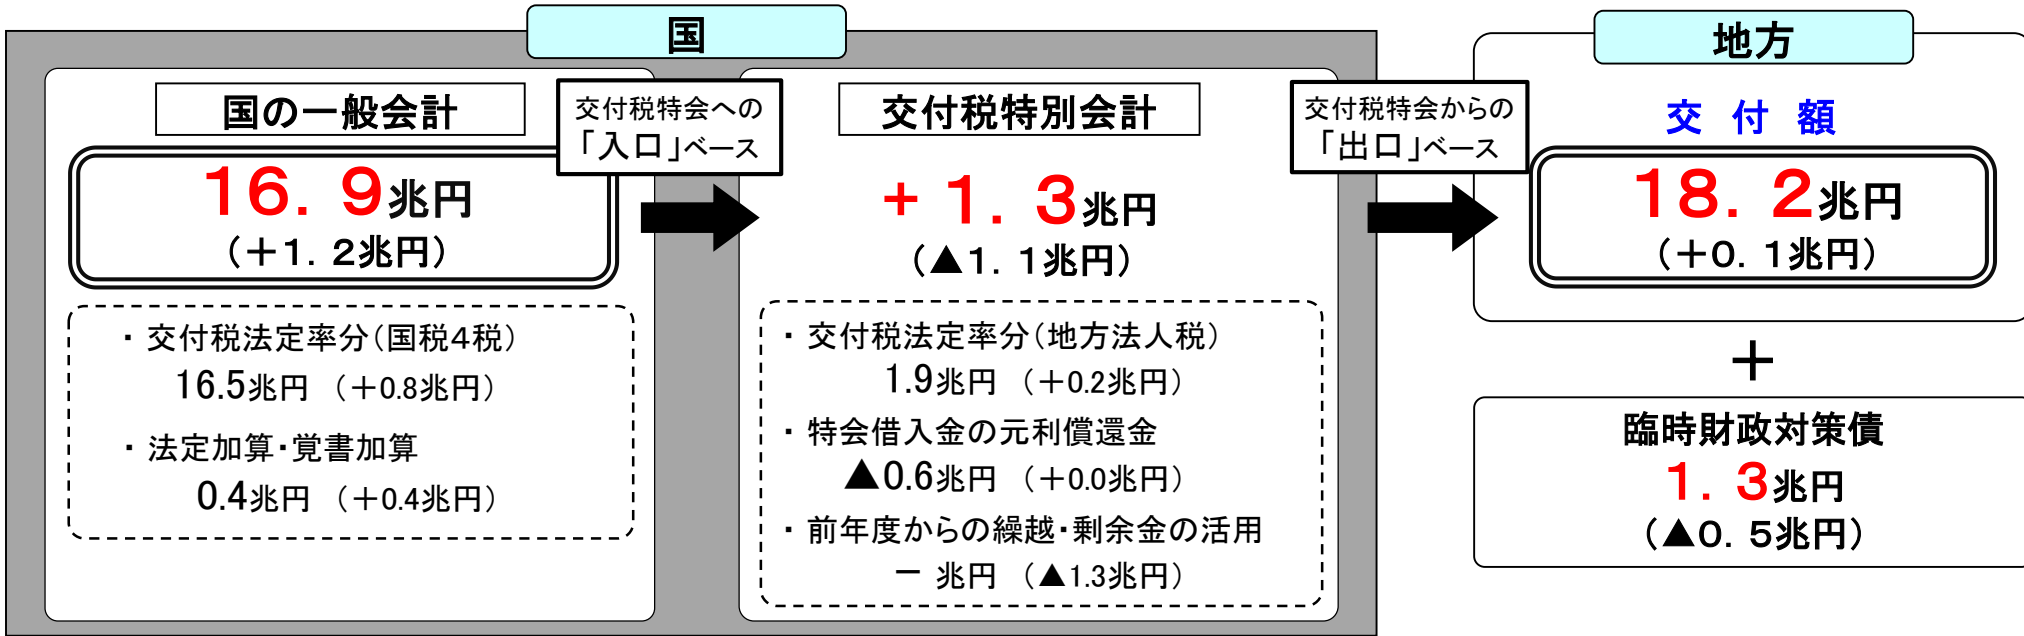 国
国の一般会計
16．9兆円
（＋1．2兆円）
・交付税法定率分（国税4税）
16.5兆円（＋0.8兆円）
・法定加算・覚書加算
0.4兆円（＋0.4兆円）
交付税特会への
「入口」ベース
交付税特別会計
+ 1．3兆円
（▲1．1兆円）
・交付税法定率分（地方法人税）
1.9兆円（＋0.2兆円）
・特会借入金の元利償還金
▲0.6兆円（＋0.0兆円）
・前年度からの繰越・剰余金の活用
－ 兆円（▲1.3兆円）
交付税特会からの
「出口」ベース
地方
交 付 額
18．2兆円
（＋0．1兆円）
＋
臨時財政対策債
1．3兆円
（▲0．5兆円）